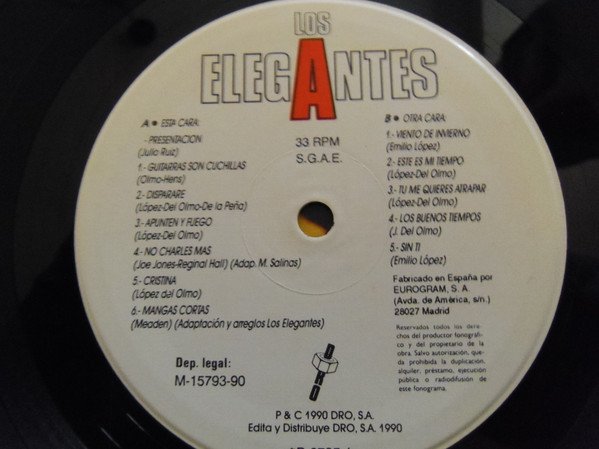 LOS
ELEGANTES
A ● ESTA CARA:
- PRESENTACION
(Julio Ruiz)
1.- GUITARRAS SON CUCHILLAS
(Olmo-Hens)
2.- DISPARARE
(López-Del Olmo-De la Peña)
3.- APUNTEN Y FUEGO
(López-Del Olmo)
4.- NO CHARLES MAS
(Joe Jones-Reginal Hall) (Adap. M. Salinas)
5.- CRISTINA
(López del Olmo)
6.- MANGAS CORTAS
(Meaden) (Adaptación y arreglos Los Elegantes)
33 RPM
S.G.A.E.
B ● OTRA CARA:
1.- VIENTO DE INVIERNO
(Emilio López)
2.- ESTE ES MI TIEMPO
(López-Del Olmo)
3.- TU ME QUIERES ATRAPAR
(López-Del Olmo)
4.- LOS BUENOS TIEMPOS
(J. Del Olmo)
5.- SIN TI
(Emilio López)
Fabricado en España por
EUROGRAM, S. A.
(Avda. de América, s/n.)
28027 Madrid
Reservados todos los dere-
chos del productor fonográfi-
co y del propietario de la
obra. Salvo autorización, que-
da prohibida la duplicación,
alquiler, préstamo, ejecución
pública o radiodifusión de
este fonograma.
Dep. legal:
M-15793-90
DRO
P & C 1990 DRO, S.A.
Edita y Distribuye DRO, S.A. 1990